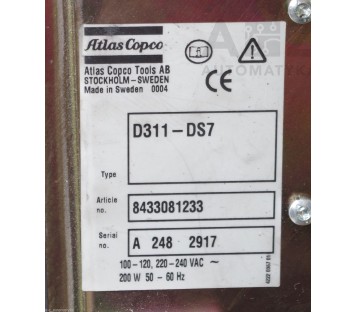 Atlas Copco
Atlas Copco Tools AB
STOCKHOLM-SWEDEN
Made in Sweden 0004
CE
D311-DS7
Type
Article no. 8433081233
Serial no. A 248 2917
100-120, 220-240 VAC ~
200 W 50 - 60 Hz